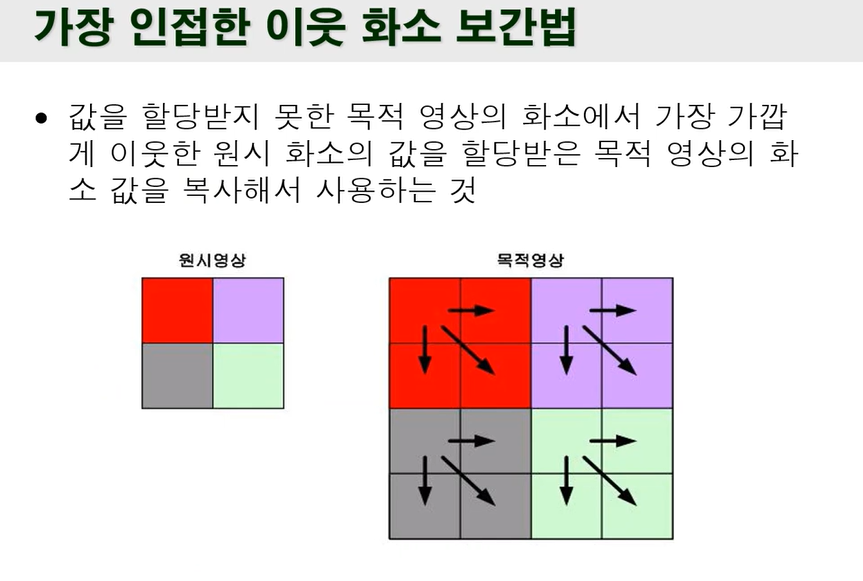 가장 인접한 이웃 화소 보간법
• 값을 할당받지 못한 목적 영상의 화소에서 가장 가깝
게 이웃한 원시 화소의 값을 할당받은 목적 영상의 화
소 값을 복사해서 사용하는 것
원시영상 목적영상